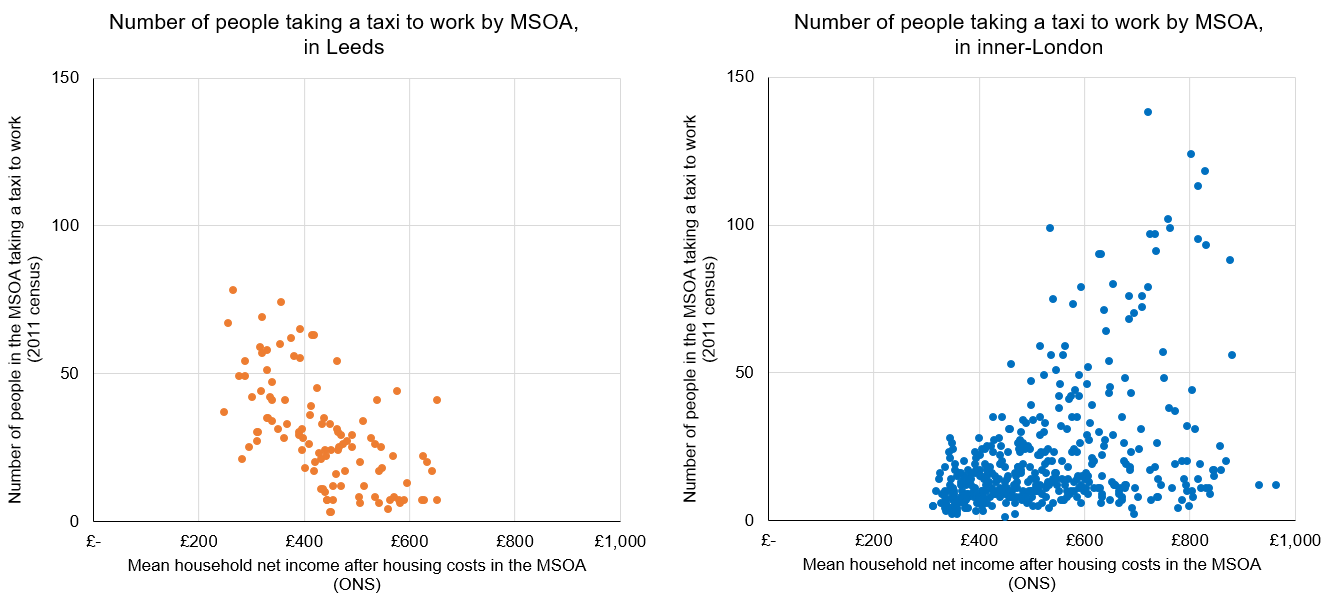 Number of people taking a taxi to work by MSOA,
in Leeds
150
100
50
0
£-
£200
£400
£600
£800
£1,000
Number of people in the MSOA taking a taxi to work
(2011 census)
Mean household net income after housing costs in the MSOA
(ONS)
Number of people taking a taxi to work by MSOA,
in inner-London
150
100
50
0
£-
£200
£400
£600
£800
£1,000
Number of people in the MSOA taking a taxi to work
(2011 census)
Mean household net income after housing costs in the MSOA
(ONS)